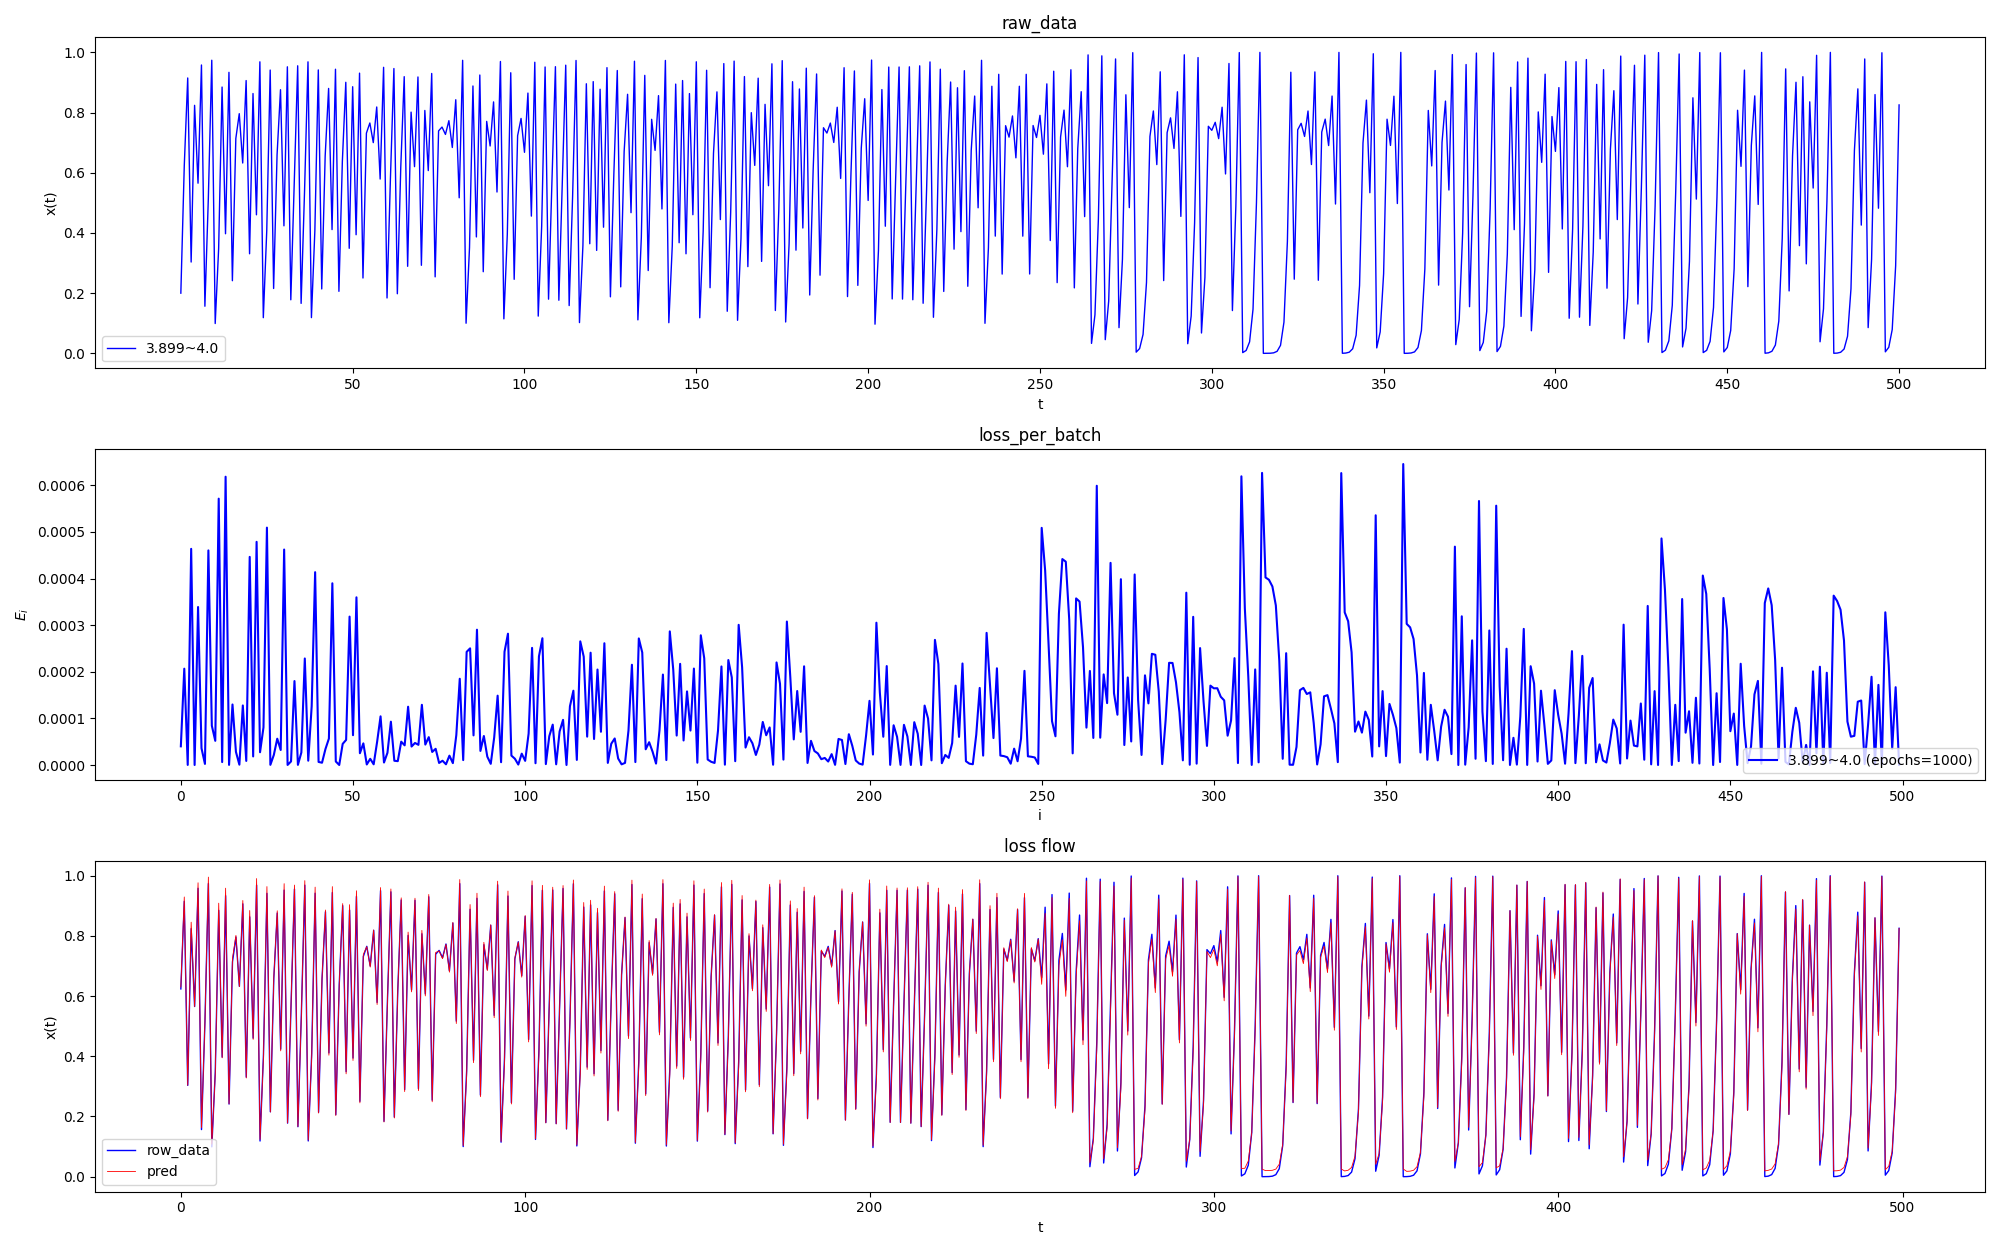 raw_data
1.0
0.8
0.6
0.4
0.2
0.0
x(t)
3.899~4.0
50 100 150 200 250 300 350 400 450 500
t
loss_per_batch
0.0006
0.0005
0.0004
0.0003
0.0002
0.0001
0.0000
E_i
3.899~4.0 (epochs=1000)
0 50 100 150 200 250 300 350 400 450 500
i
loss flow
1.0
0.8
0.6
0.4
0.2
0.0
x(t)
row_data
pred
0 100 200 300 400 500
t